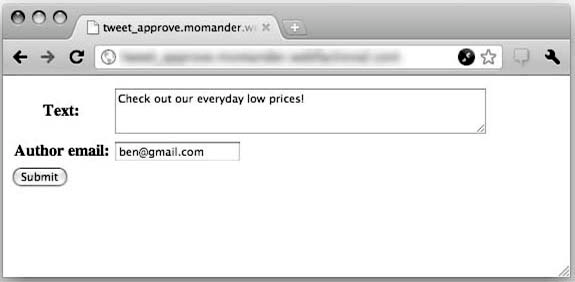 tweet_approve.momander.w
Text:
Check out our everyday low prices!
Author email:
ben@gmail.com
Submit